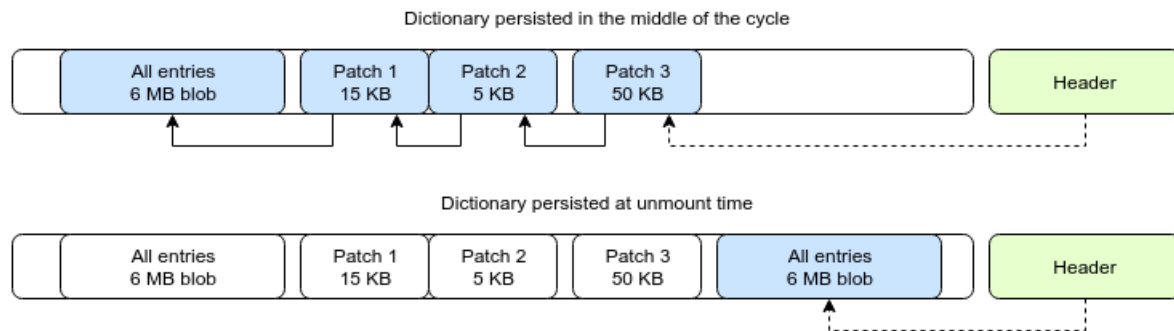 Dictionary persisted in the middle of the cycle
All entries
6 MB blob
Patch 1
15 KB
Patch 2
5 KB
Patch 3
50 KB
Header
Dictionary persisted at unmount time
All entries
6 MB blob
Patch 1
15 KB
Patch 2
5 KB
Patch 3
50 KB
All entries
6 MB blob
Header